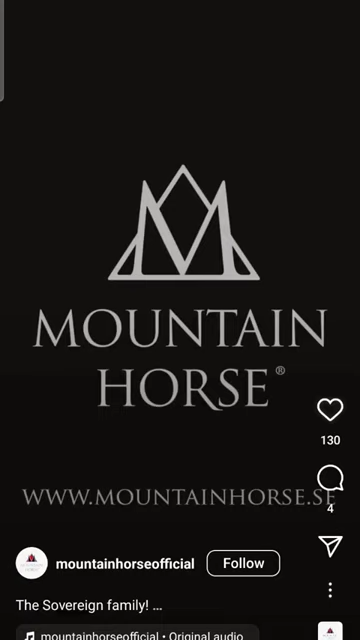 MOUNTAIN
HORSE®
130
WWW.MOUNTAINHORSE.SE
4
mountainhorseofficial
Follow
The Sovereign family! ...
mountainhorseofficial • Original audio